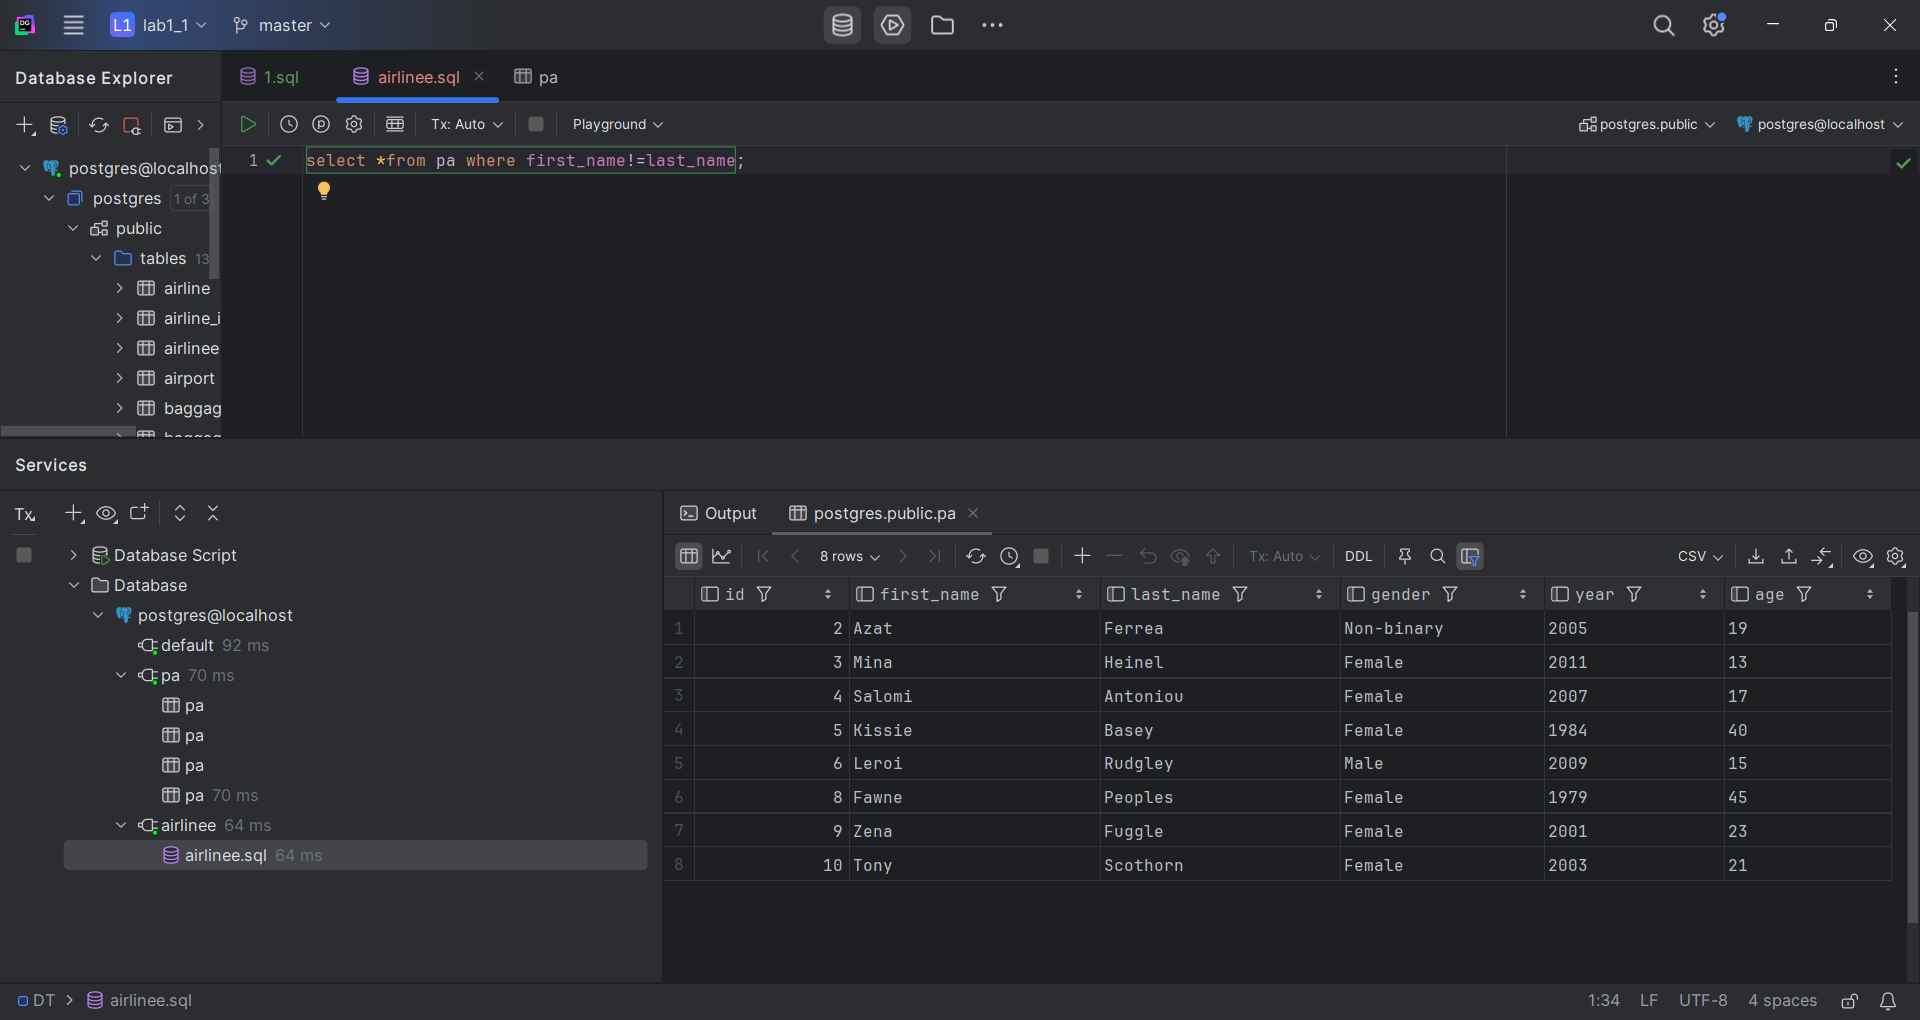 L1 lab1_1 master
Database Explorer
1.sql airlinee.sql pa
Tx: Auto Playground postgres.public postgres@localhost
1 select *from pa where first_name!=last_name;
postgres@localhost
postgres 1 of 3
public
tables 13
airline
airline_i
airlinee
airport
baggag
Services
Tx
Output postgres.public.pa
8 rows Tx: Auto DDL CSV
Database Script
Database
postgres@localhost
default 92 ms
pa 70 ms
pa
pa
pa
pa 70 ms
airlinee 64 ms
airlinee.sql 64 ms
id first_name last_name gender year age
1 2 Azat Ferrea Non-binary 2005 19
2 3 Mina Heinel Female 2011 13
3 4 Salomi Antoniou Female 2007 17
4 5 Kissie Basey Female 1984 40
5 6 Leroi Rudgley Male 2009 15
6 8 Fawne Peoples Female 1979 45
7 9 Zena Fuggle Female 2001 23
8 10 Tony Scothorn Female 2003 21
DT airlinee.sql
1:34 LF UTF-8 4 spaces